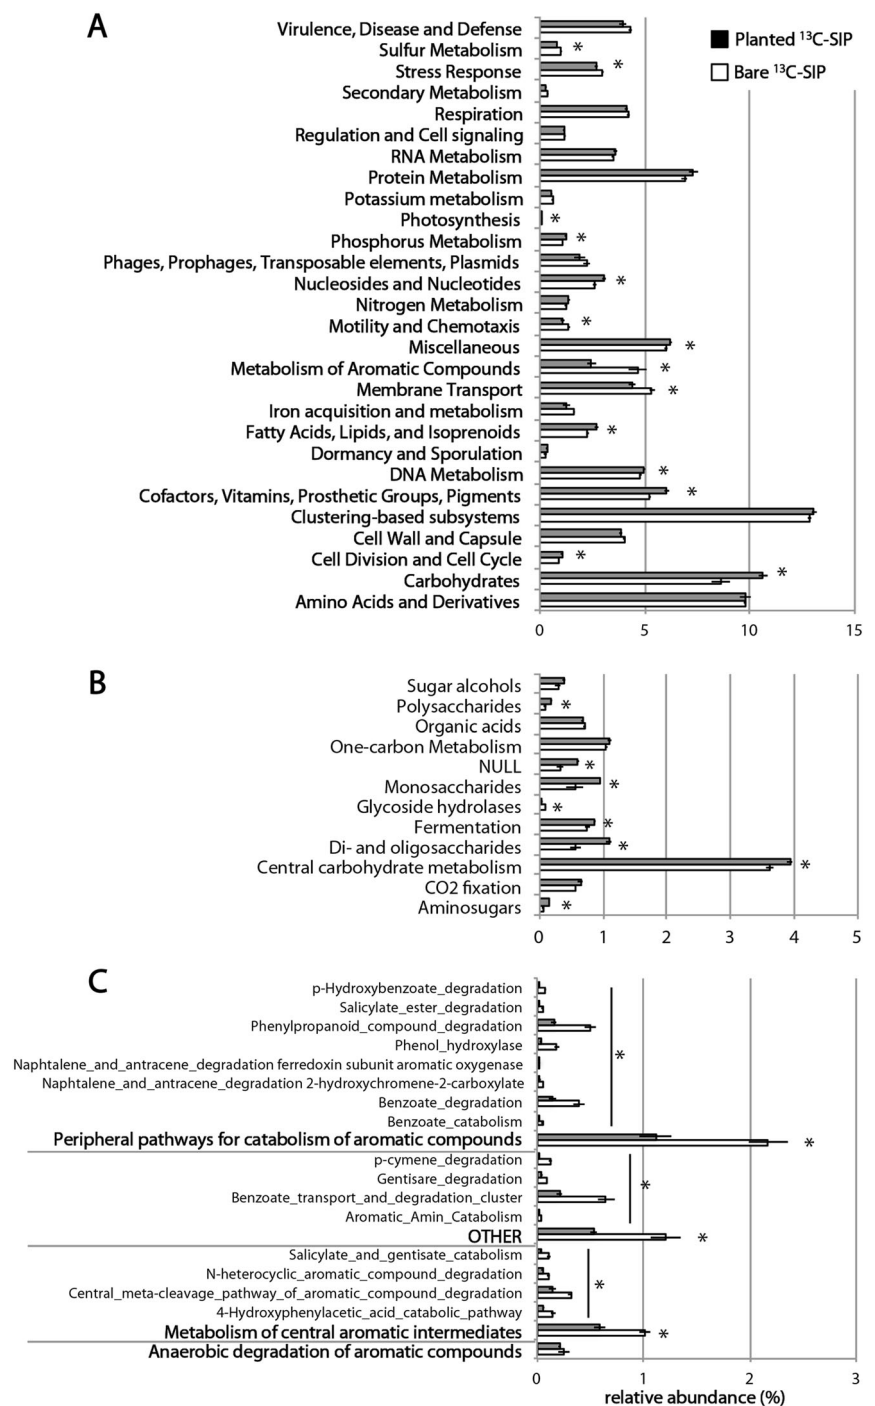 A
Planted ¹³C-SIP
Bare ¹³C-SIP
Virulence, Disease and Defense
Sulfur Metabolism *
Stress Response *
Secondary Metabolism
Respiration
Regulation and Cell signaling
RNA Metabolism
Protein Metabolism
Potassium metabolism
Photosynthesis *
Phosphorus Metabolism *
Phages, Prophages, Transposable elements, Plasmids
Nucleosides and Nucleotides *
Nitrogen Metabolism
Motility and Chemotaxis *
Miscellaneous *
Metabolism of Aromatic Compounds *
Membrane Transport *
Iron acquisition and metabolism
Fatty Acids, Lipids, and Isoprenoids *
Dormancy and Sporulation
DNA Metabolism *
Cofactors, Vitamins, Prosthetic Groups, Pigments *
Clustering-based subsystems
Cell Wall and Capsule
Cell Division and Cell Cycle *
Carbohydrates *
Amino Acids and Derivatives
0 5 10 15
B
Sugar alcohols
Polysaccharides *
Organic acids
One-carbon Metabolism
NULL *
Monosaccharides *
Glycoside hydrolases *
Fermentation *
Di- and oligosaccharides *
Central carbohydrate metabolism *
CO2 fixation
Aminosugars *
0 1 2 3 4 5
C
p-Hydroxybenzoate_degradation
Salicylate_ester_degradation
Phenylpropanoid_compound_degradation
Phenol_hydroxylase
*
Naphtalene_and_antracene_degradation ferredoxin subunit aromatic oxygenase
Naphtalene_and_antracene_degradation 2-hydroxychromene-2-carboxylate
Benzoate_degradation
Benzoate_catabolism
Peripheral pathways for catabolism of aromatic compounds *
p-cymene_degradation
Gentisare_degradation *
Benzoate_transport_and_degradation_cluster
Aromatic_Amin_Catabolism
OTHER *
Salicylate_and_gentisate_catabolism
N-heterocyclic_aromatic_compound_degradation
*
Central_meta-cleavage_pathway_of_aromatic_compound_degradation
4-Hydroxyphenylacetic_acid_catabolic_pathway
Metabolism of central aromatic intermediates *
Anaerobic degradation of aromatic compounds
0 1 2 3
relative abundance (%)